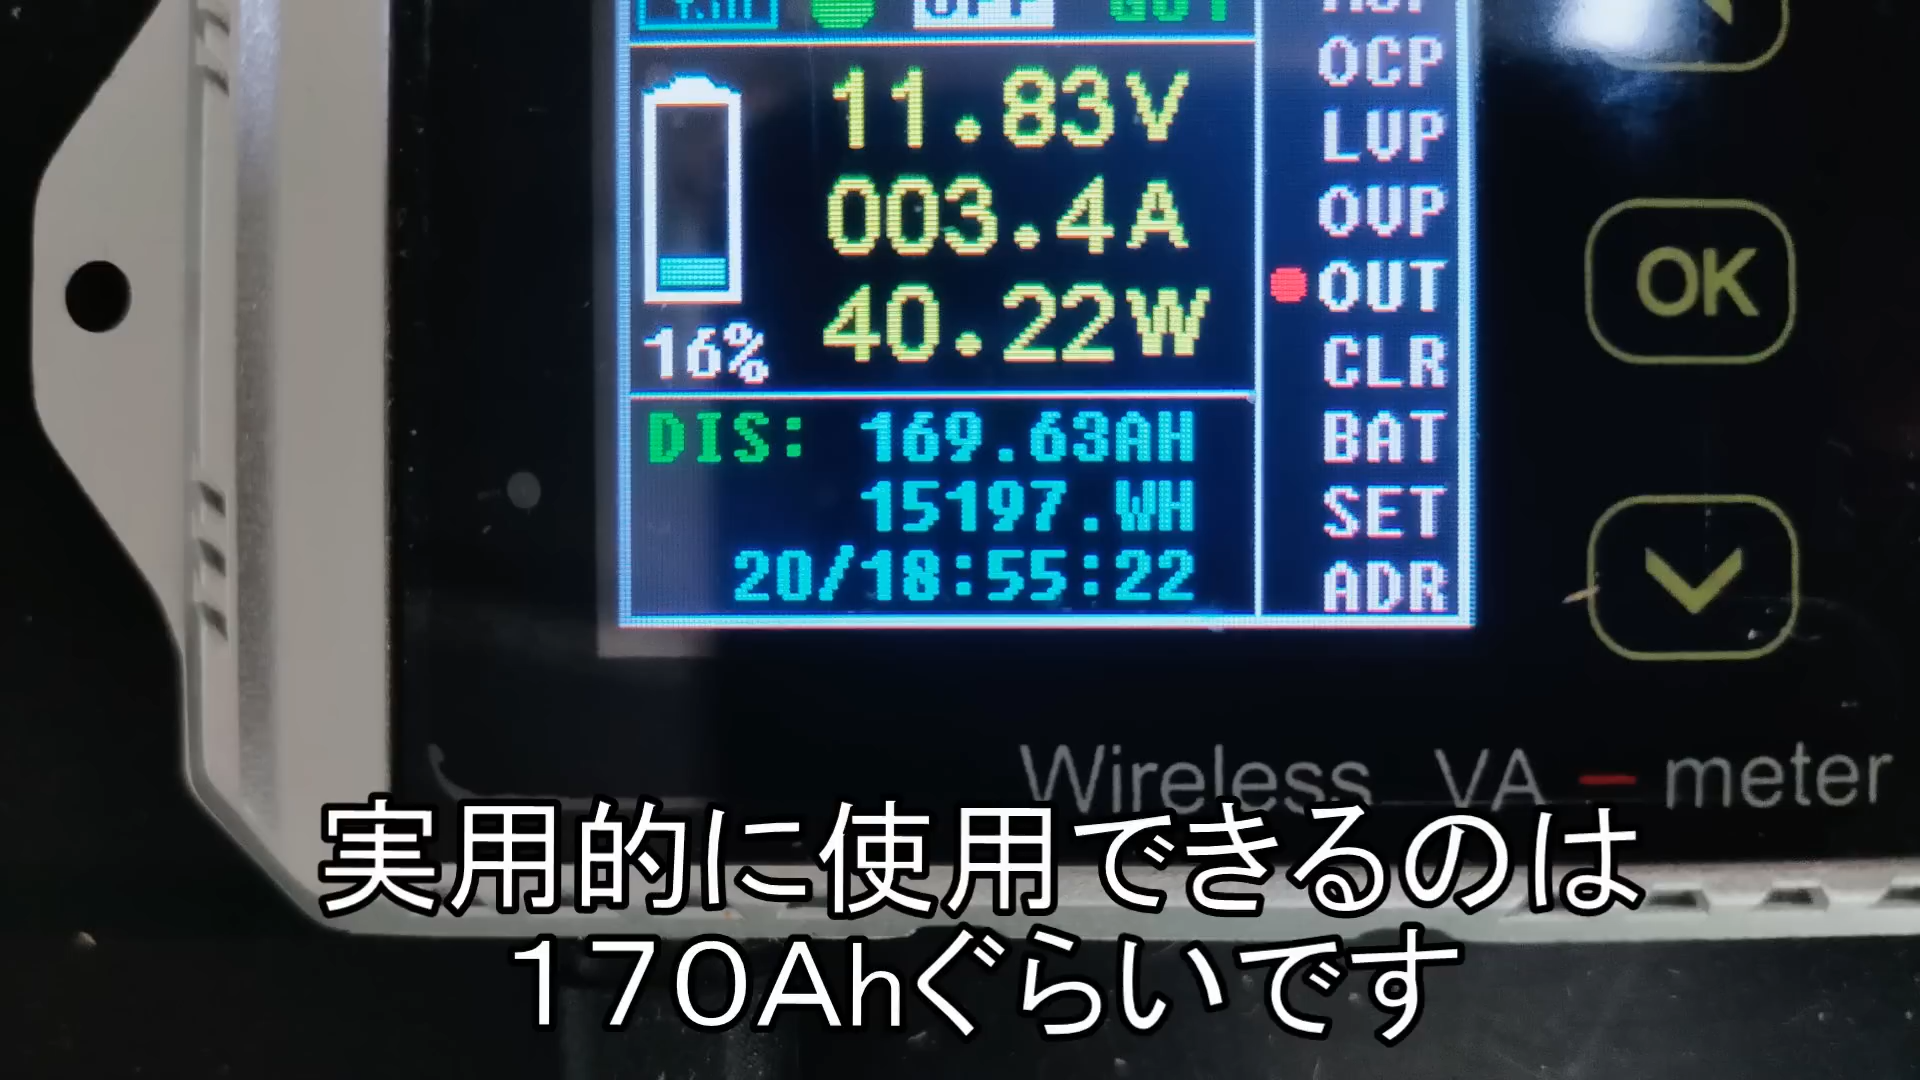 OCP
11.83V
LVP
003.4A
OVP
OUT
OK
40.22W
16%
CLR
DIS: 169.63AH
BAT
15197.WH
SET
20/18:55:22
ADR
Wireless VA-meter
実用的に使用できるのは
170Ahぐらいです